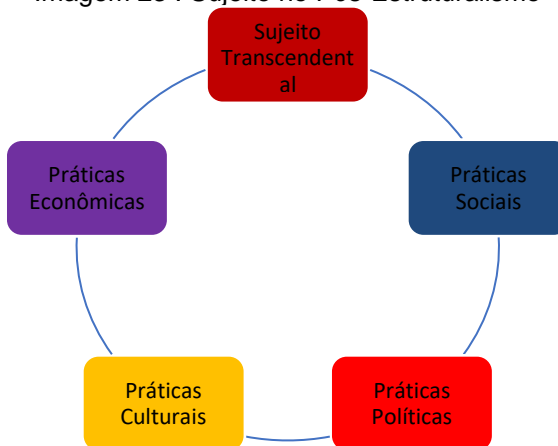 Sujeito
Transcendent
al
Práticas
Econômicas
Práticas
Sociais
Práticas
Culturais
Práticas
Políticas